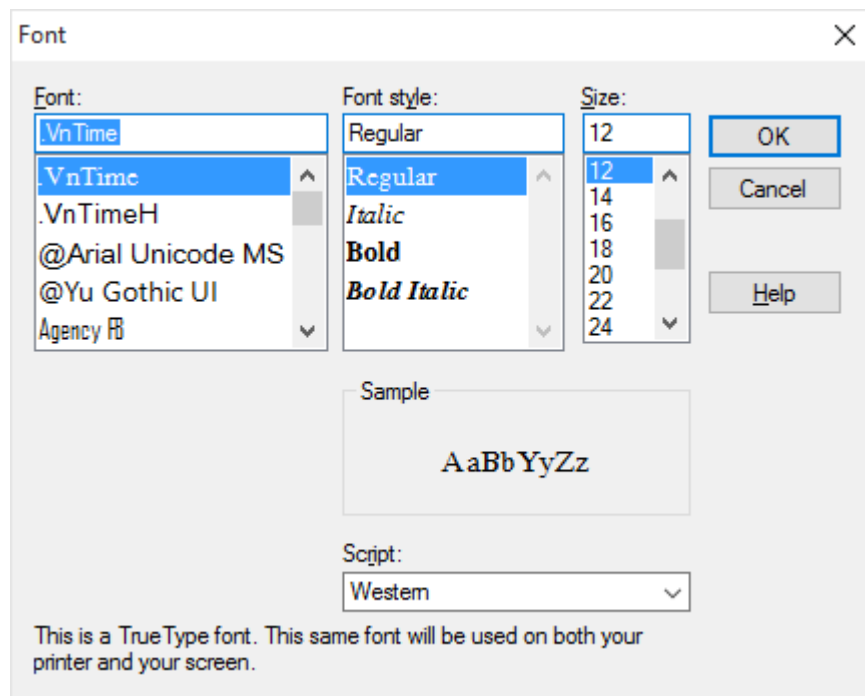 Font
Font: Font style: Size:
.VnTime Regular 12
.VnTime Regular 12
.VnTimeH Italic 14
@Arial Unicode MS Bold 16
@Yu Gothic UI Bold Italic 18
Agency FB 20
22
24
OK
Cancel
Help
Sample
AaBbYyZz
Script:
Western
This is a TrueType font. This same font will be used on both your
printer and your screen.